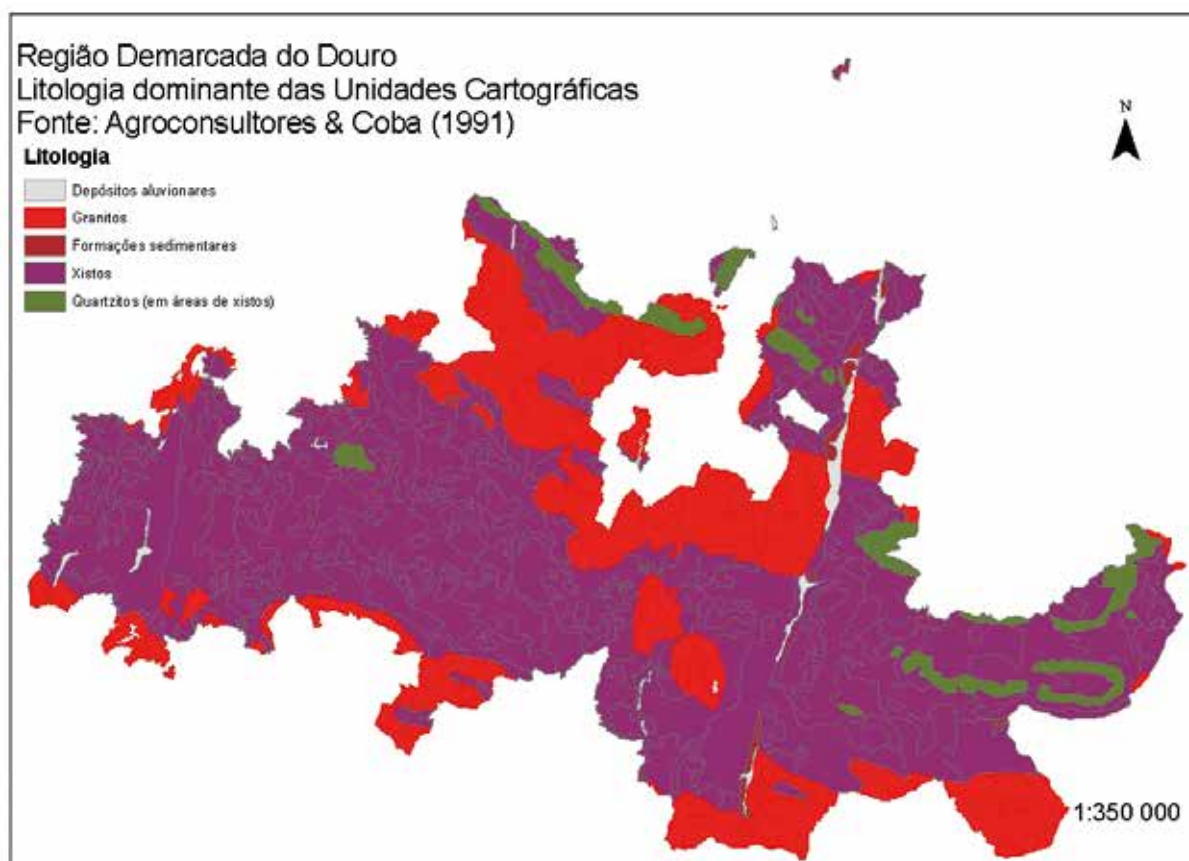 Região Demarcada do Douro
Litologia dominante das Unidades Cartográficas
Fonte: Agroconsultores & Coba (1991)
Litologia
Depósitos aluvionares
Granitos
Formações sedimentares
Xistos
Quartzitos (em áreas de xistos)
N
1:350 000